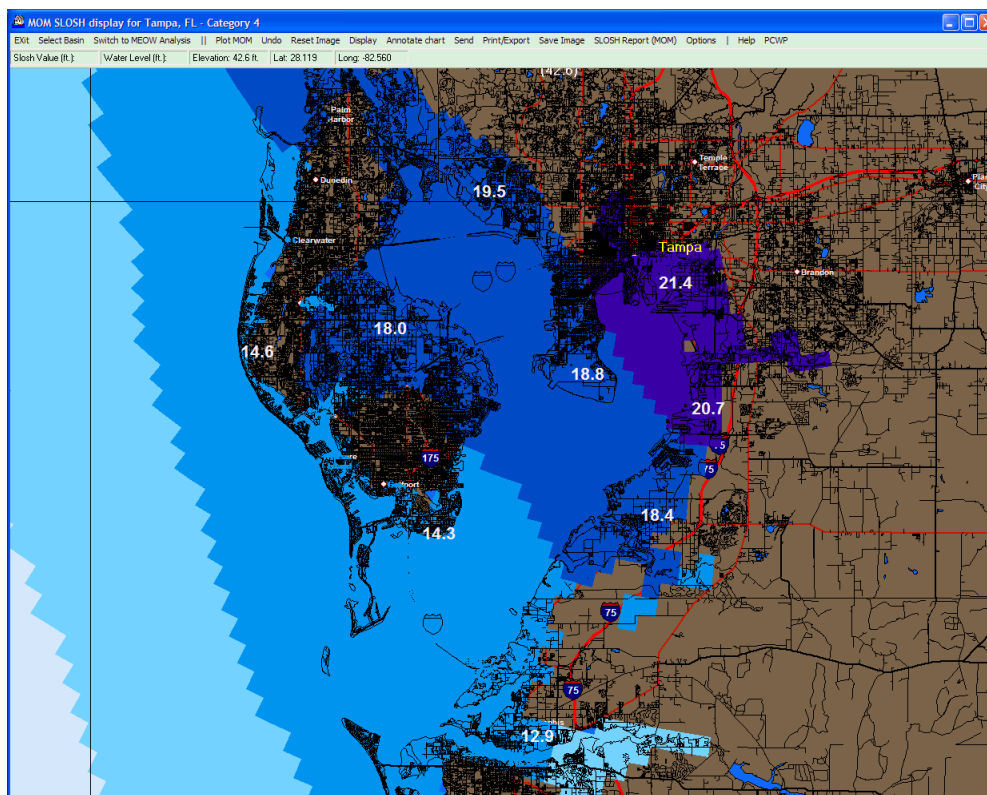 MOM SLOSH display for Tampa, FL - Category 4
EXit Select Basin Switch to MEOW Analysis || Plot MOM Undo Reset Image Display Annotate chart Send Print/Export Save Image SLOSH Report (MOM) Options | Help PCWP
Slosh Value (ft.): Water Level (ft.): Elevation: 42.6 ft. Lat: 28.119 Long: -82.560
(42.6)
Palm
Harbor
Temple
Terrace
Dunedin
19.5
City
Clearwater
Tampa
Brandon
21.4
18.0
14.6
18.8
20.7
75
175
18.4
14.3
75
75
12.9